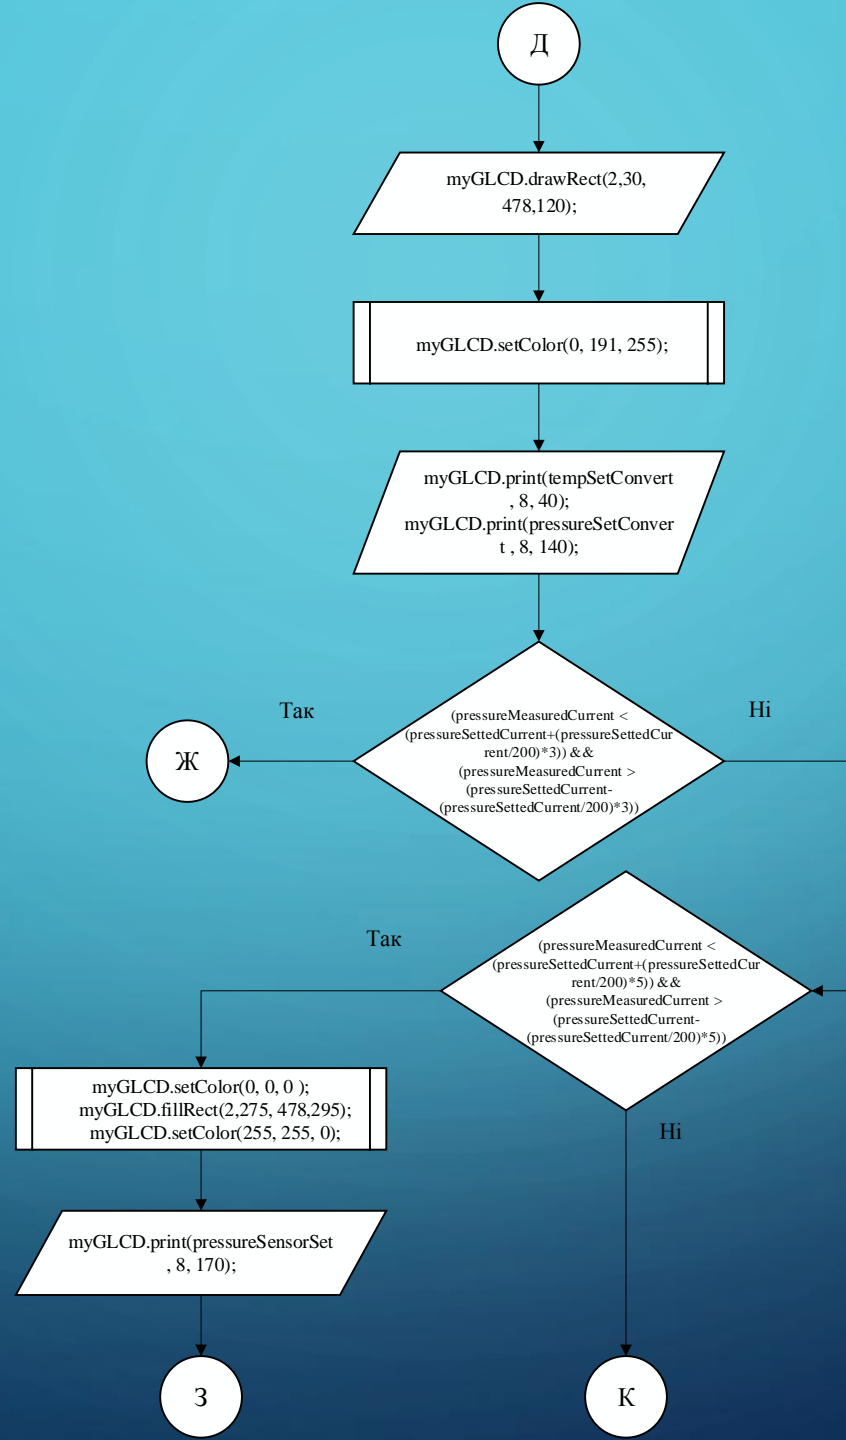 Д
myGLCD.drawRect(2,30,
478,120);
myGLCD.setColor(0, 191, 255);
myGLCD.print(tempSetConvert
, 8, 40);
myGLCD.print(pressureSetConver
t , 8, 140);
Так
Ні
Ж
(pressureMeasuredCurrent <
(pressureSettedCurrent+(pressureSettedCur
rent/200)*3)) &&
(pressureMeasuredCurrent >
(pressureSettedCurrent-
(pressureSettedCurrent/200)*3))
Так
(pressureMeasuredCurrent <
(pressureSettedCurrent+(pressureSettedCur
rent/200)*5)) &&
(pressureMeasuredCurrent >
(pressureSettedCurrent-
(pressureSettedCurrent/200)*5))
myGLCD.setColor(0, 0, 0 );
myGLCD.fillRect(2,275, 478,295);
myGLCD.setColor(255, 255, 0);
Ні
myGLCD.print(pressureSensorSet
, 8, 170);
З
К